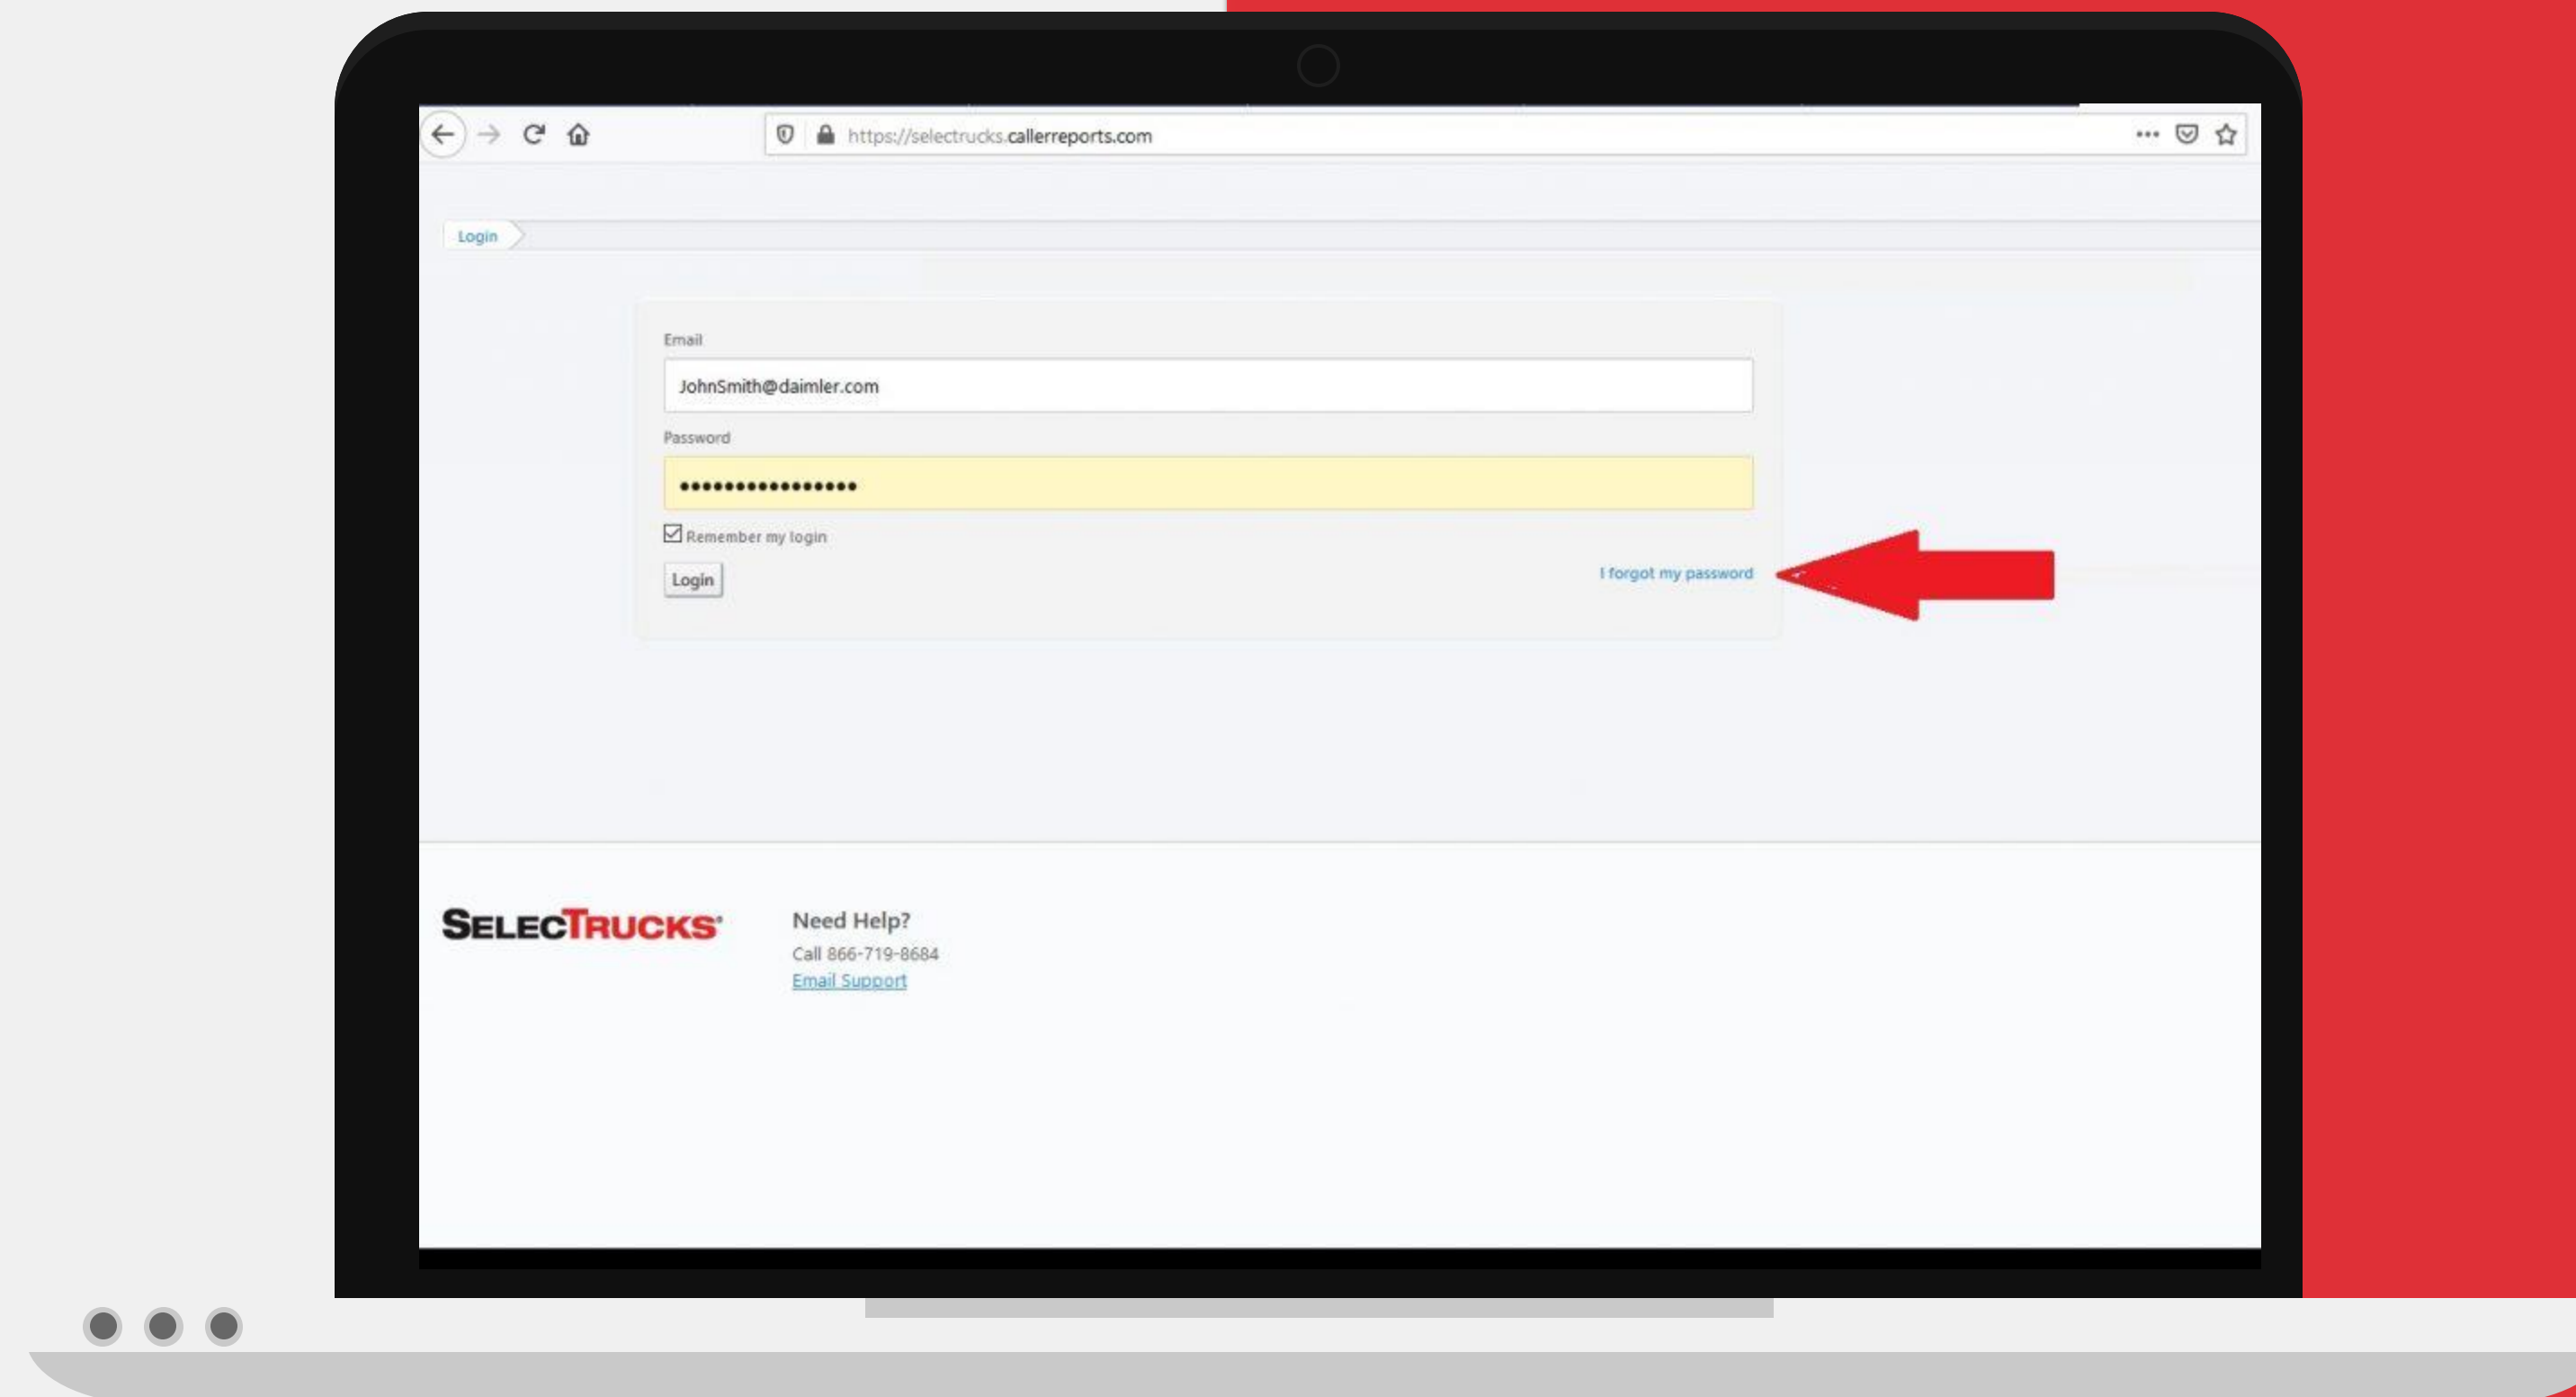 https://selectrucks.callerreports.com
Login
Email
JohnSmith@daimler.com
Password
••••••••••••••••
Remember my login
Login
I forgot my password
SELECTRUCKS®
Need Help?
Call 866-719-8684
Email Support